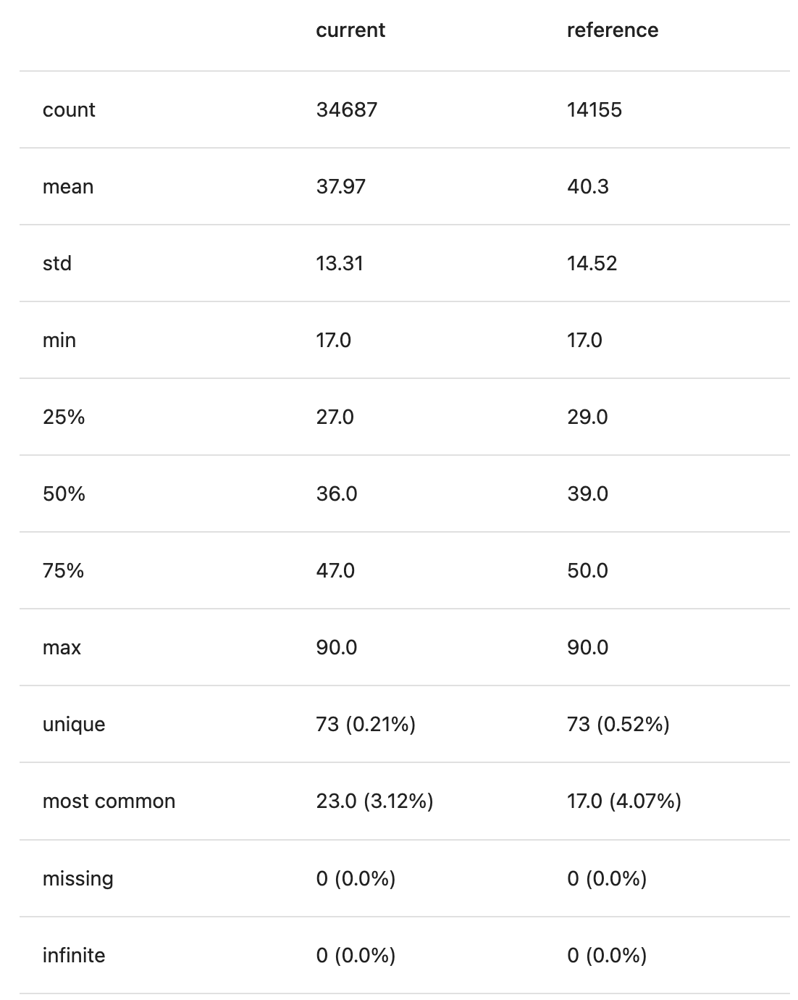 current reference
count 34687 14155
mean 37.97 40.3
std 13.31 14.52
min 17.0 17.0
25% 27.0 29.0
50% 36.0 39.0
75% 47.0 50.0
max 90.0 90.0
unique 73 (0.21%) 73 (0.52%)
most common 23.0 (3.12%) 17.0 (4.07%)
missing 0 (0.0%) 0 (0.0%)
infinite 0 (0.0%) 0 (0.0%)